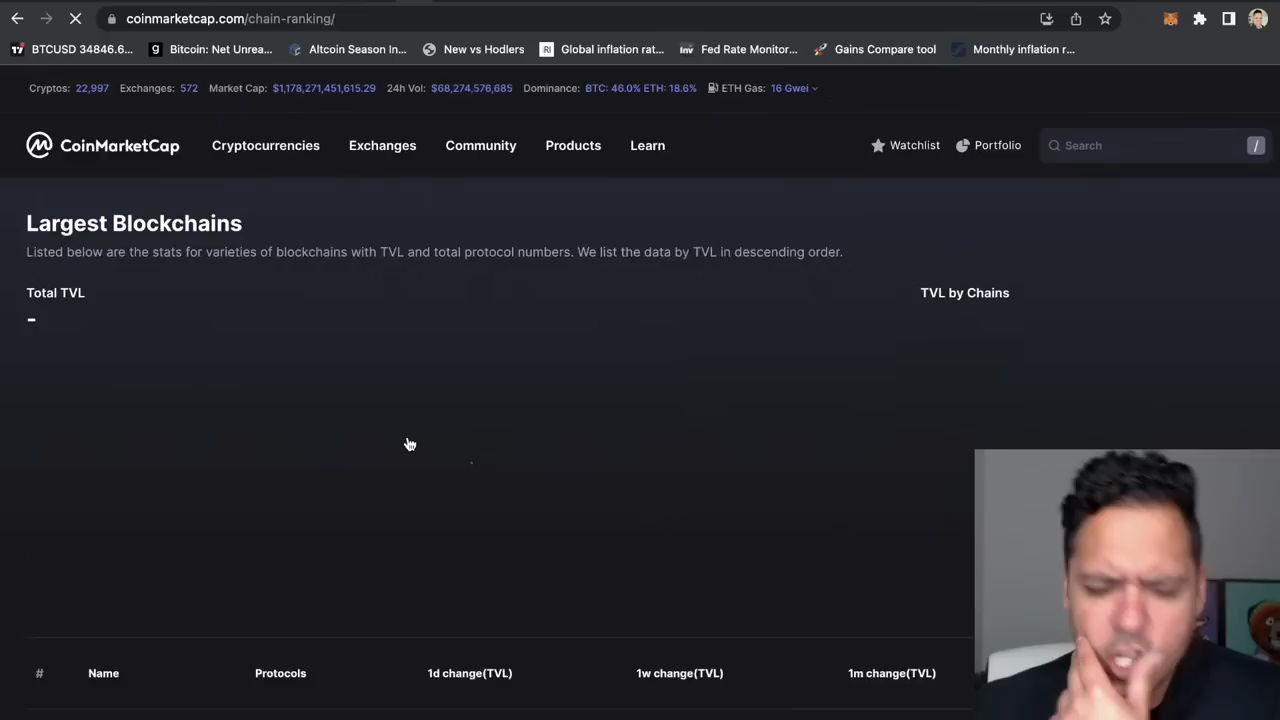 coinmarketcap.com/chain-ranking/
BTCUSD 34846.6... Bitcoin: Net Unrea... Altcoin Season In... New vs Hodlers Global inflation rat... Fed Rate Monitor... Gains Compare tool Monthly inflation r...
Cryptos: 22,997 Exchanges: 572 Market Cap: $1,178,271,451,615.29 24h Vol: $68,274,576,685 Dominance: BTC: 46.0% ETH: 18.6% ETH Gas: 16 Gwei
CoinMarketCap Cryptocurrencies Exchanges Community Products Learn Watchlist Portfolio Search /
Largest Blockchains
Listed below are the stats for varieties of blockchains with TVL and total protocol numbers. We list the data by TVL in descending order.
Total TVL TVL by Chains
-
# Name Protocols 1d change(TVL) 1w change(TVL) 1m change(TVL)